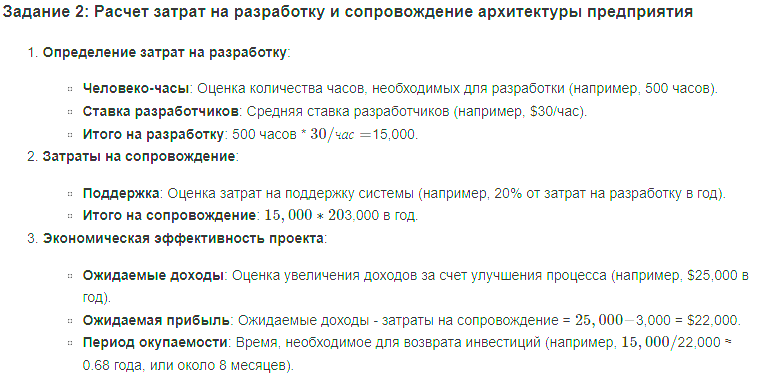 Задание 2: Расчет затрат на разработку и сопровождение архитектуры предприятия
1. Определение затрат на разработку:
▫ Человеко-часы: Оценка количества часов, необходимых для разработки (например, 500 часов).
▫ Ставка разработчиков: Средняя ставка разработчиков (например, $30/час).
▫ Итого на разработку: 500 часов * 30/час =15,000.
2. Затраты на сопровождение:
▫ Поддержка: Оценка затрат на поддержку системы (например, 20% от затрат на разработку в год).
▫ Итого на сопровождение: 15,000 * 203,000 в год.
3. Экономическая эффективность проекта:
▫ Ожидаемые доходы: Оценка увеличения доходов за счет улучшения процесса (например, $25,000 в
год).
▫ Ожидаемая прибыль: Ожидаемые доходы - затраты на сопровождение = 25,000−3,000 = $22,000.
▫ Период окупаемости: Время, необходимое для возврата инвестиций (например, 15,000/22,000 ≈
0.68 года, или около 8 месяцев).